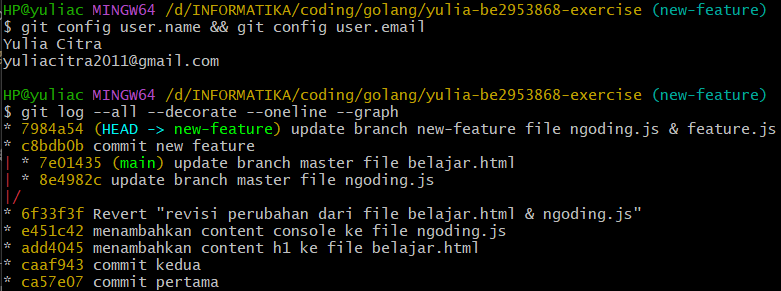 HP@yuliac MINGW64 /d/INFORMATIKA/coding/golang/yulia-be2953868-exercise (new-feature)
$ git config user.name && git config user.email
Yulia Citra
yuliacitra2011@gmail.com
HP@yuliac MINGW64 /d/INFORMATIKA/coding/golang/yulia-be2953868-exercise (new-feature)
$ git log --all --decorate --oneline --graph
* 7984a54 (HEAD -> new-feature) update branch new-feature file ngoding.js & feature.js
* c8bdb0b commit new feature
| * 7e01435 (main) update branch master file belajar.html
| * 8e4982c update branch master file ngoding.js
|/
* 6f33f3f Revert "revisi perubahan dari file belajar.html & ngoding.js"
* e451c42 menambahkan content console ke file ngoding.js
* add4045 menambahkan content h1 ke file belajar.html
* caaf943 commit kedua
* ca57e07 commit pertama